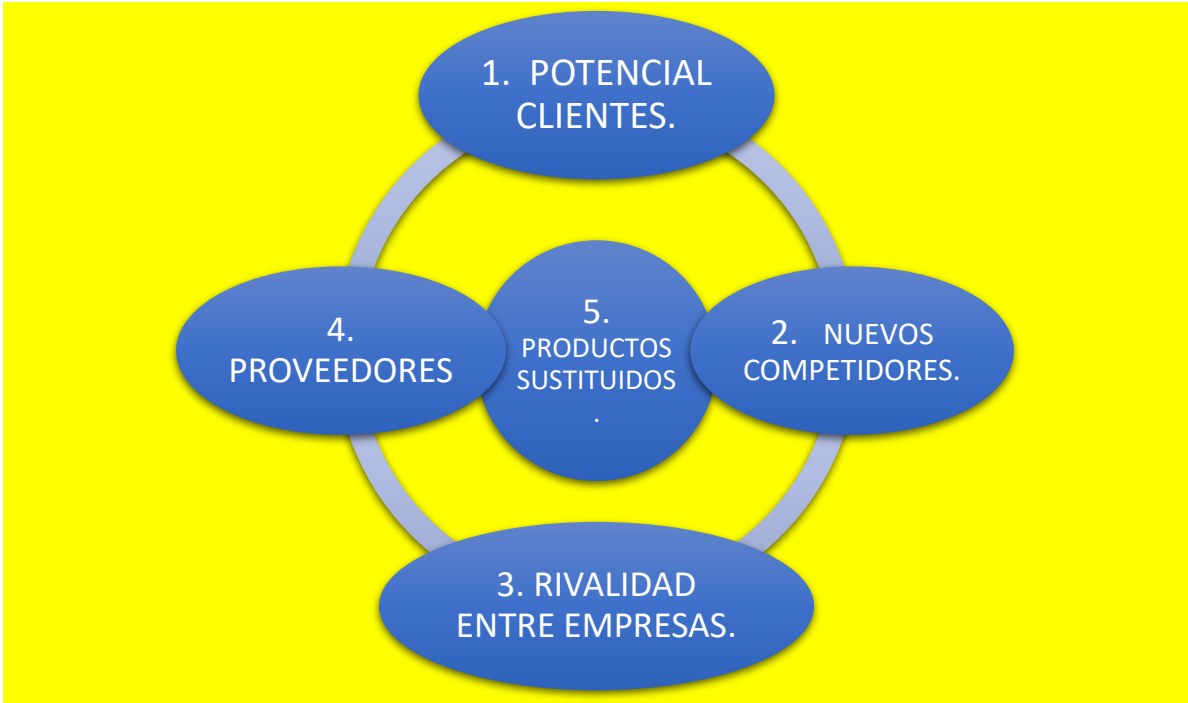 1. POTENCIAL
CLIENTES.
2. NUEVOS
COMPETIDORES.
3. RIVALIDAD
ENTRE EMPRESAS.
4.
PROVEEDORES
5.
PRODUCTOS
SUSTITUIDOS
.